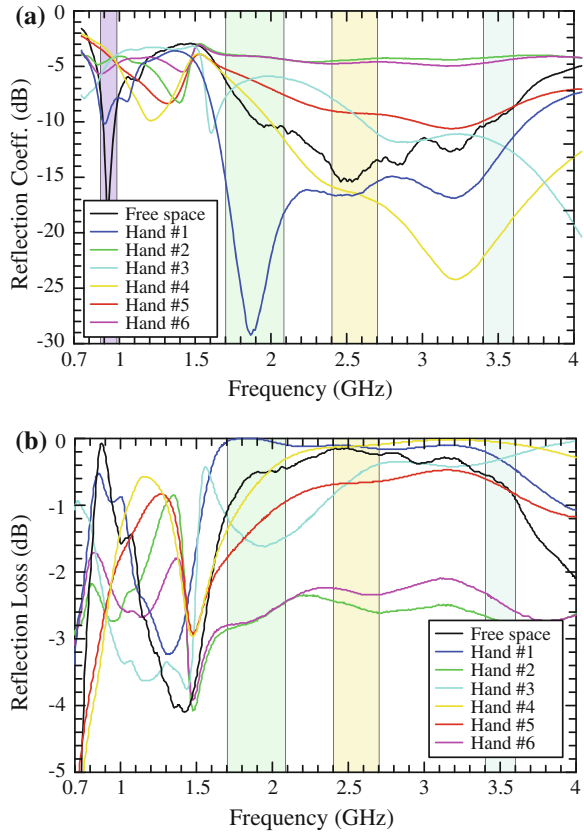 (a)
0
-5
-10
-15
-20
-25
-30
Reflection Coeff. (dB)
Free space
Hand #1
Hand #2
Hand #3
Hand #4
Hand #5
Hand #6
0.7 1 1.5 2 2.5 3 3.5 4
Frequency (GHz)
(b)
0
-1
-2
-3
-4
-5
Reflection Loss (dB)
Free space
Hand #1
Hand #2
Hand #3
Hand #4
Hand #5
Hand #6
0.7 1 1.5 2 2.5 3 3.5 4
Frequency (GHz)